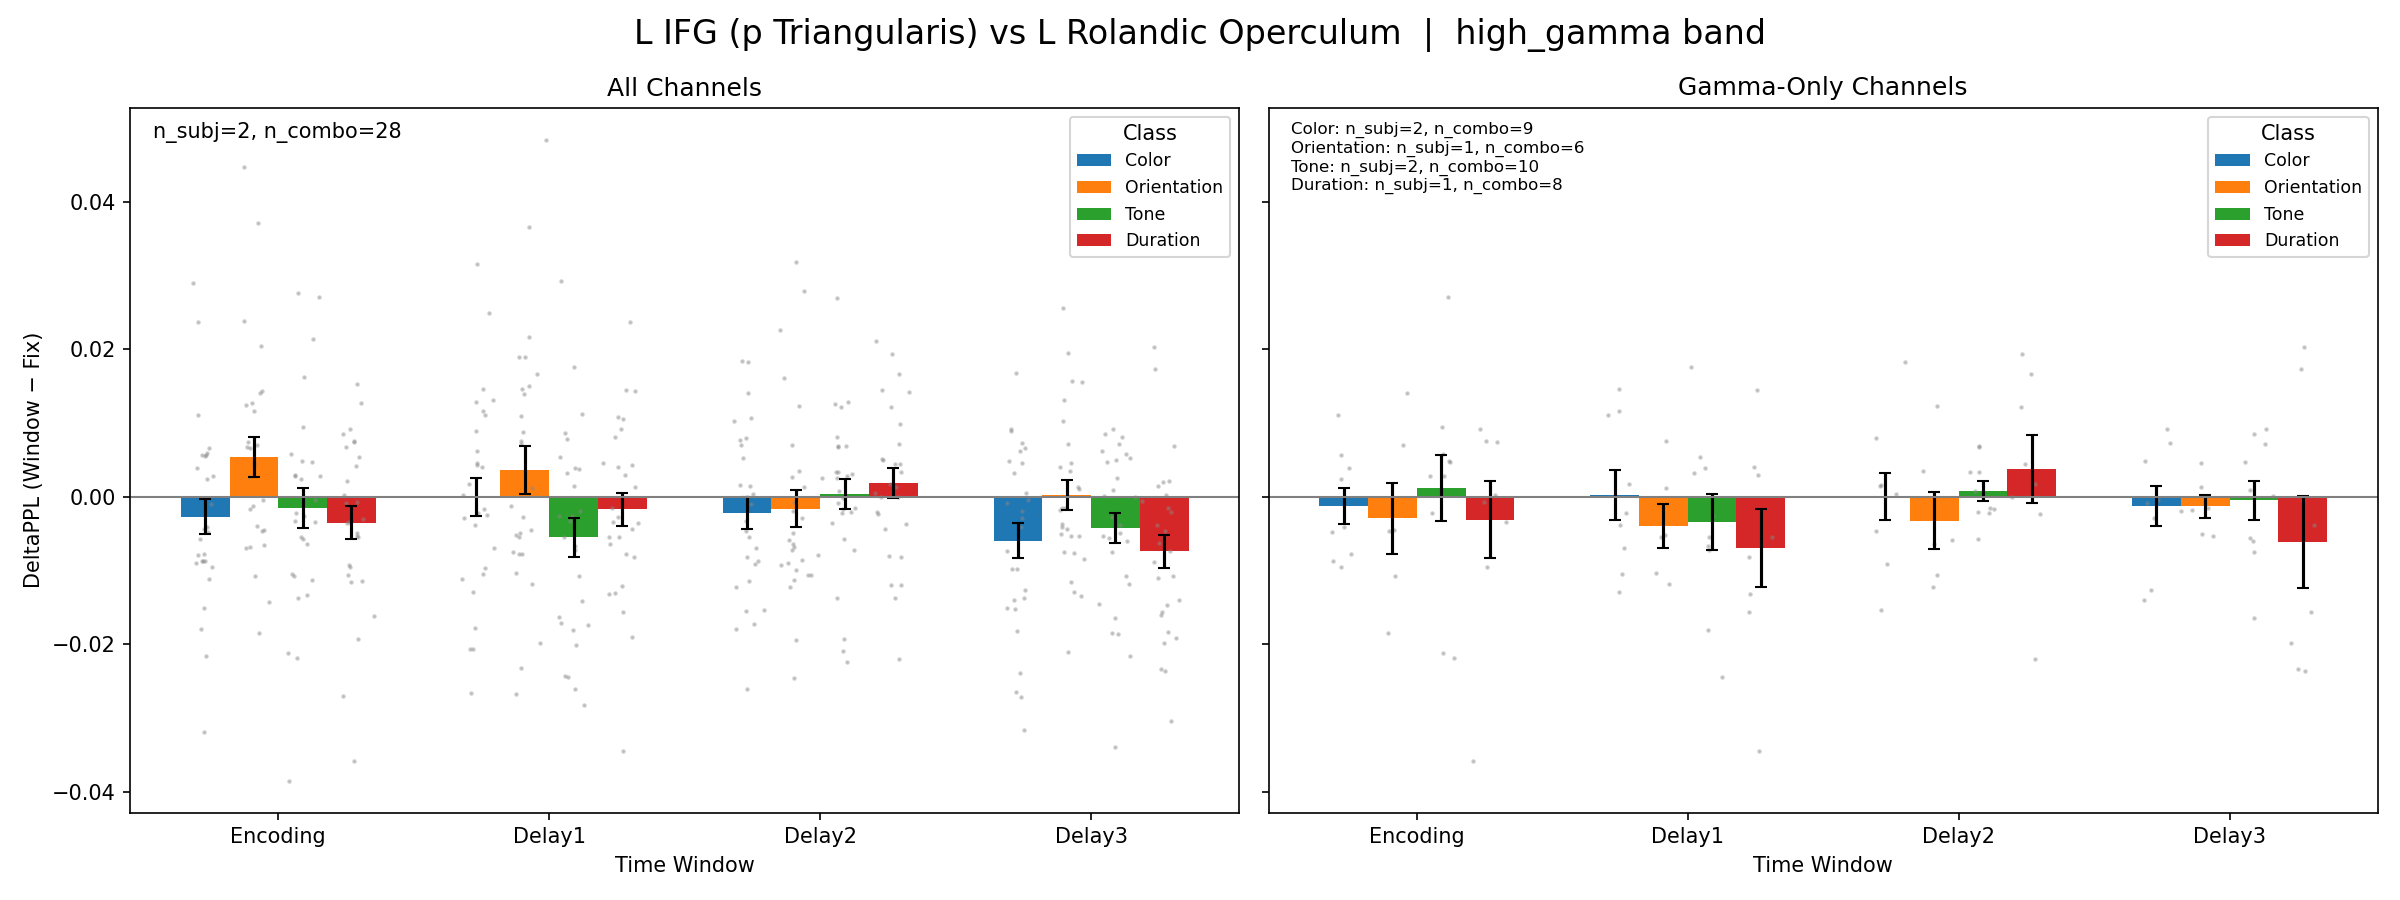 L IFG (p Triangularis) vs L Rolandic Operculum | high_gamma band
All Channels
n_subj=2, n_combo=28
Class
Color
Orientation
Tone
Duration
DeltaPPL (Window − Fix)
0.04
0.02
0.00
−0.02
−0.04
Encoding
Delay1
Delay2
Delay3
Time Window
Gamma-Only Channels
Color: n_subj=2, n_combo=9
Orientation: n_subj=1, n_combo=6
Tone: n_subj=2, n_combo=10
Duration: n_subj=1, n_combo=8
Class
Color
Orientation
Tone
Duration
Encoding
Delay1
Delay2
Delay3
Time Window